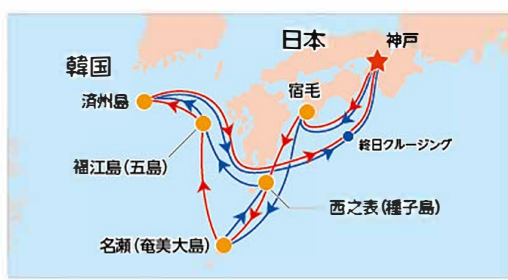 日本
神戸
韓国
済州島
宿毛
終日クルージング
福江島(五島)
西之表(種子島)
名瀬(奄美大島)